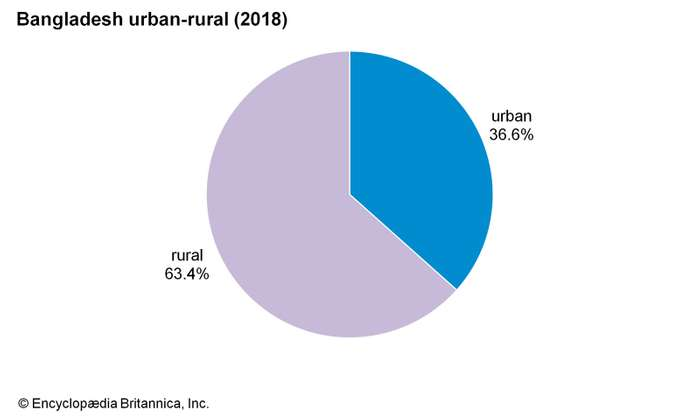 Bangladesh urban-rural (2018)
urban
36.6%
rural
63.4%
© Encyclopædia Britannica, Inc.